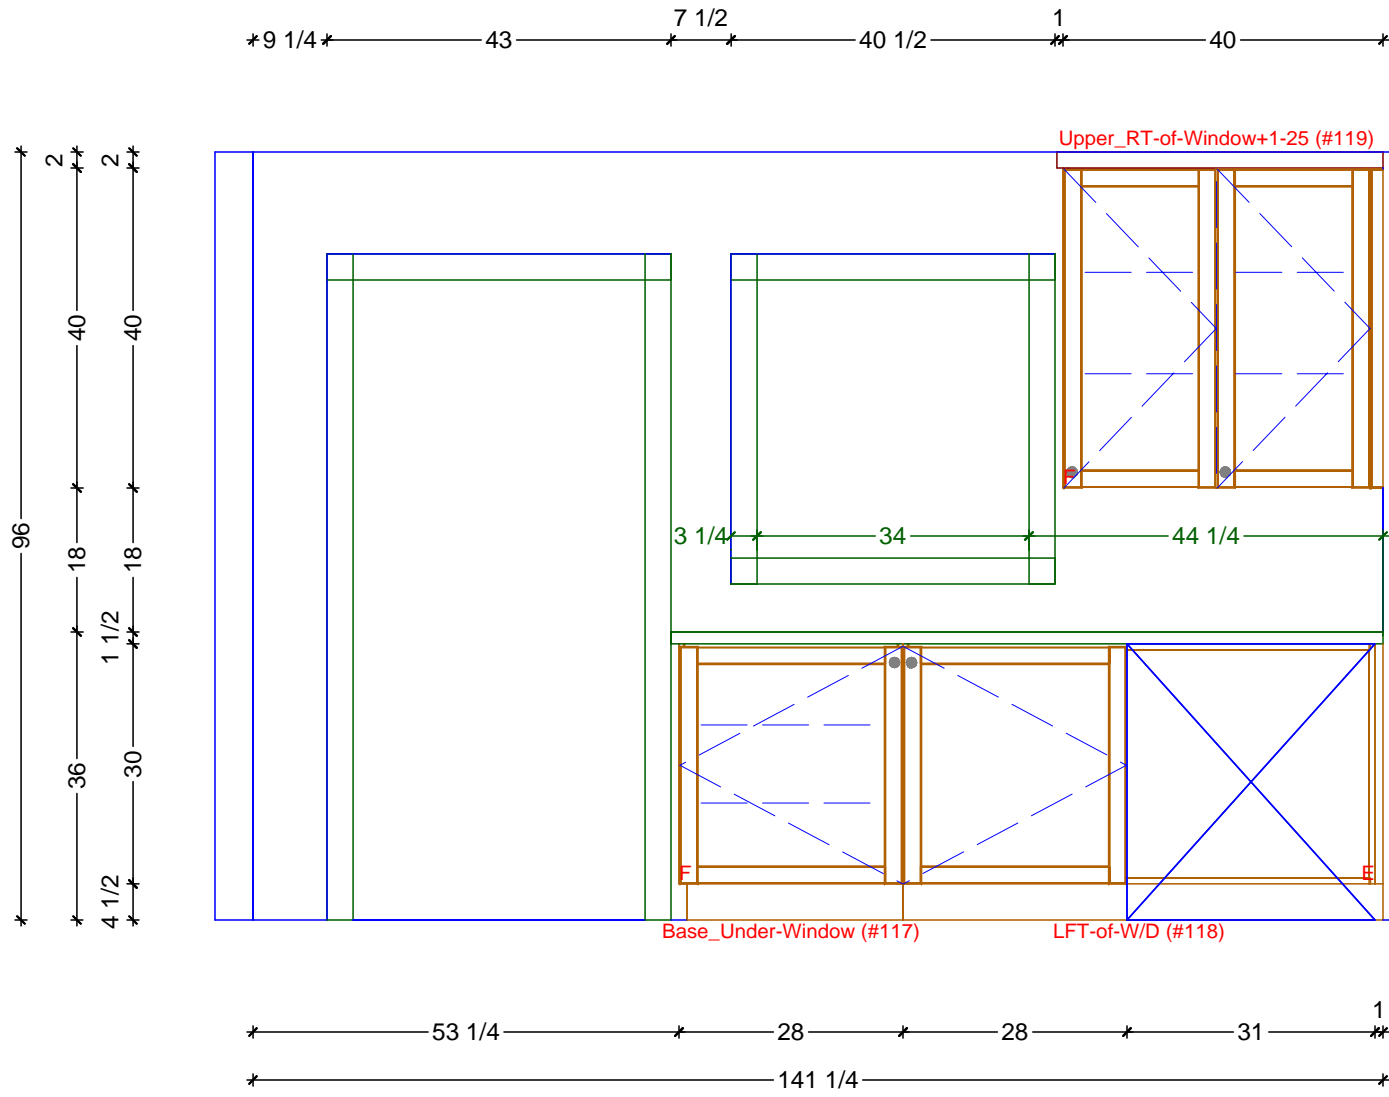 7 1/2 1
9 1/4 43 40 1/2 40
Upper_RT-of-Window+1-25 (#119)
2 2
40 40
F
96 18 18
3 1/4 34 44 1/4
1 1/2
36 30
F E
4 1/2
Base_Under-Window (#117) LFT-of-W/D (#118)
1
53 1/4 28 28 31
141 1/4